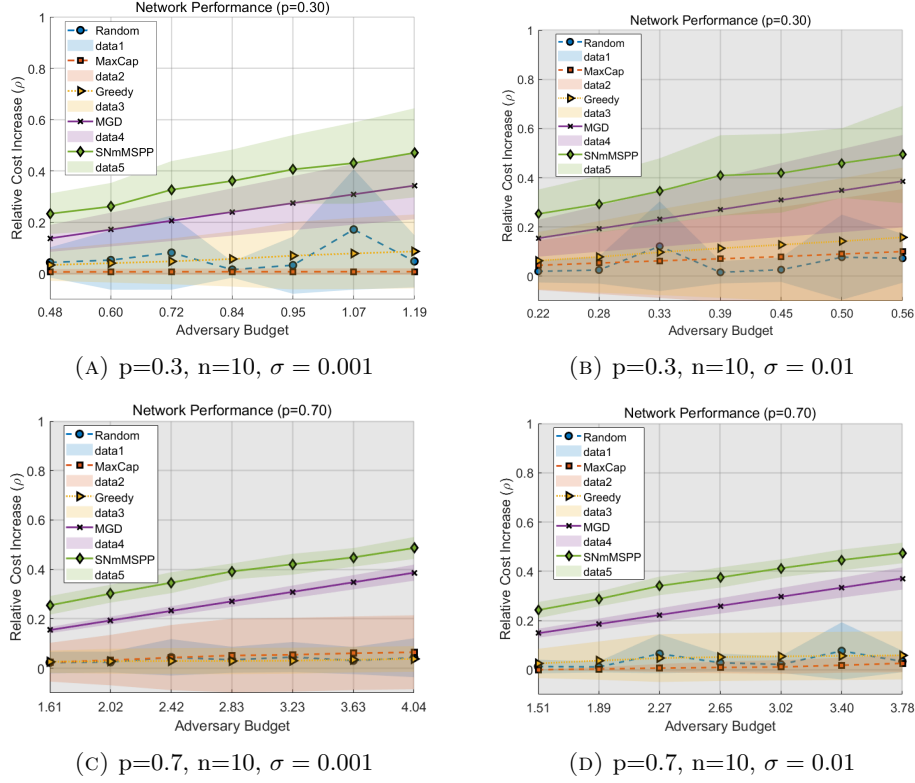 Network Performance (p=0.30)
Relative Cost Increase (ρ)
1
0.8
0.6
0.4
0.2
0
Random
data1
MaxCap
data2
Greedy
data3
MGD
data4
SNmMSPP
data5
0.48 0.60 0.72 0.84 0.95 1.07 1.19
Adversary Budget
(A) p=0.3, n=10, σ = 0.001
Network Performance (p=0.30)
Relative Cost Increase (ρ)
1
0.8
0.6
0.4
0.2
0
Random
data1
MaxCap
data2
Greedy
data3
MGD
data4
SNmMSPP
data5
0.22 0.28 0.33 0.39 0.45 0.50 0.56
Adversary Budget
(B) p=0.3, n=10, σ = 0.01
Network Performance (p=0.70)
Relative Cost Increase (ρ)
1
0.8
0.6
0.4
0.2
0
Random
data1
MaxCap
data2
Greedy
data3
MGD
data4
SNmMSPP
data5
1.61 2.02 2.42 2.83 3.23 3.63 4.04
Adversary Budget
(C) p=0.7, n=10, σ = 0.001
Network Performance (p=0.70)
Relative Cost Increase (ρ)
1
0.8
0.6
0.4
0.2
0
Random
data1
MaxCap
data2
Greedy
data3
MGD
data4
SNmMSPP
data5
1.51 1.89 2.27 2.65 3.02 3.40 3.78
Adversary Budget
(D) p=0.7, n=10, σ = 0.01